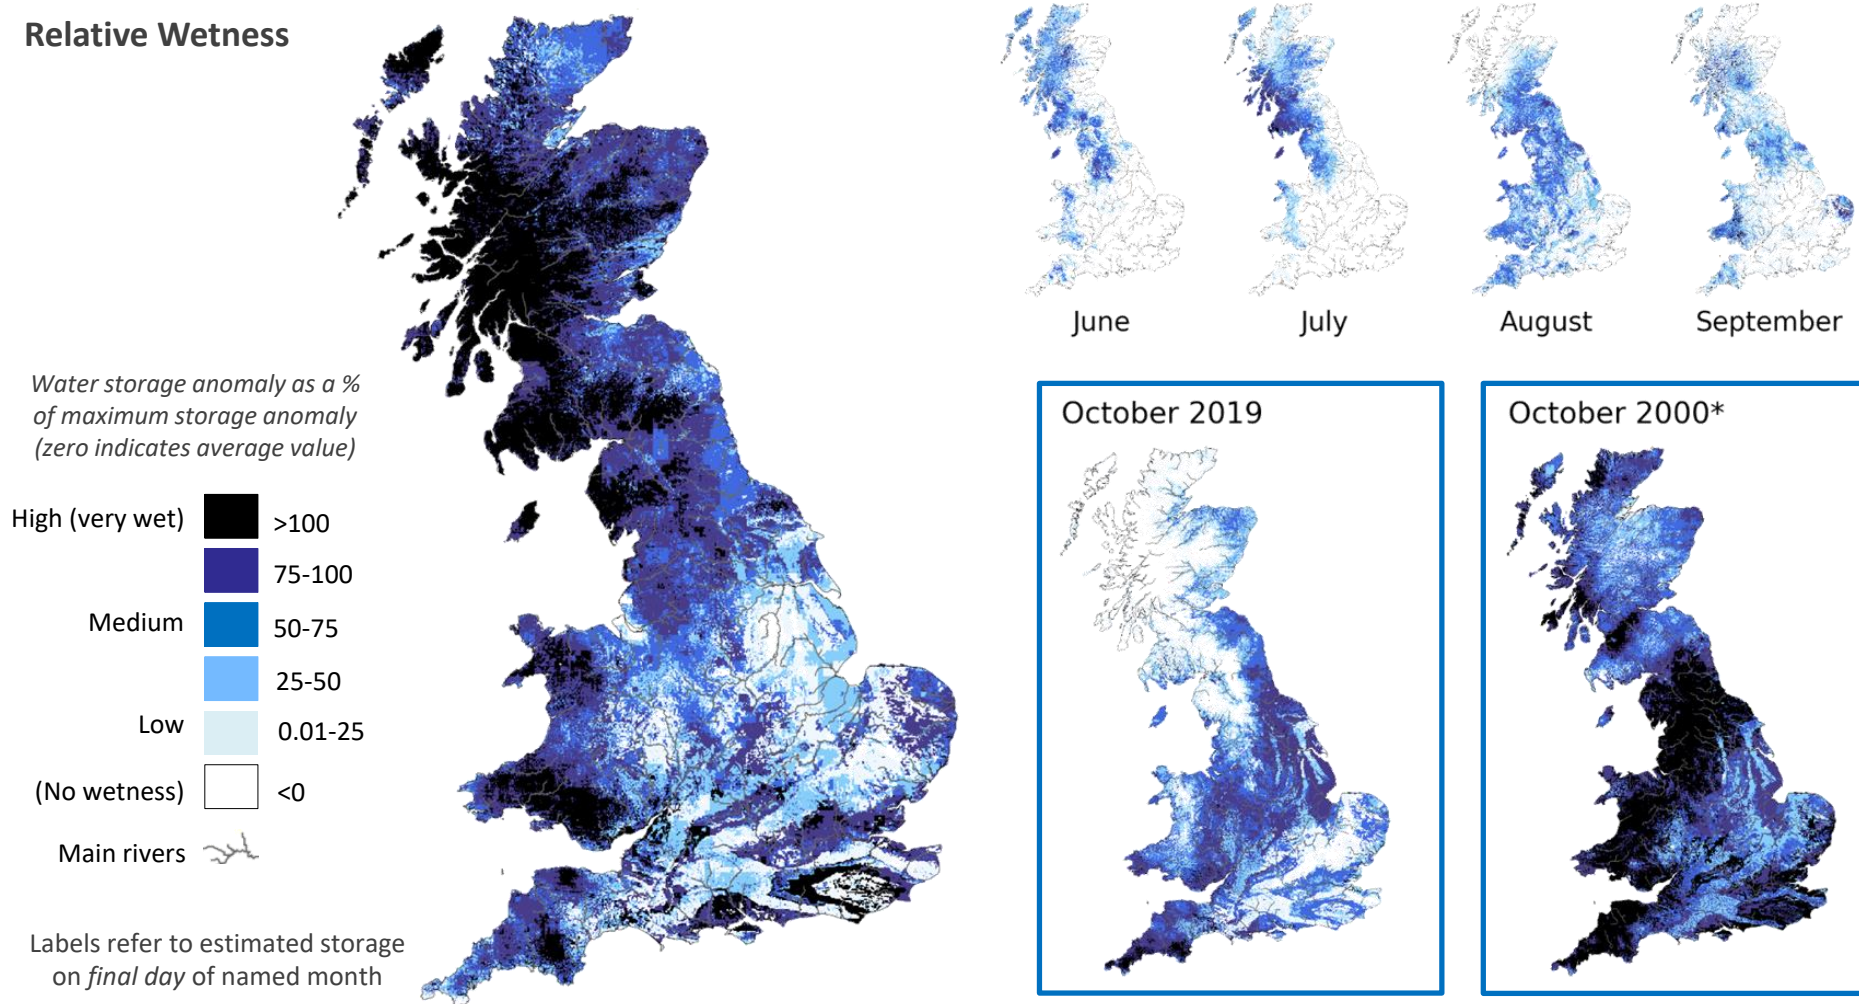 Relative Wetness
Water storage anomaly as a %
of maximum storage anomaly
(zero indicates average value)
High (very wet) >100
75-100
Medium 50-75
25-50
Low 0.01-25
(No wetness) <0
Main rivers
Labels refer to estimated storage
on final day of named month
June July August September
October 2019
October 2000*